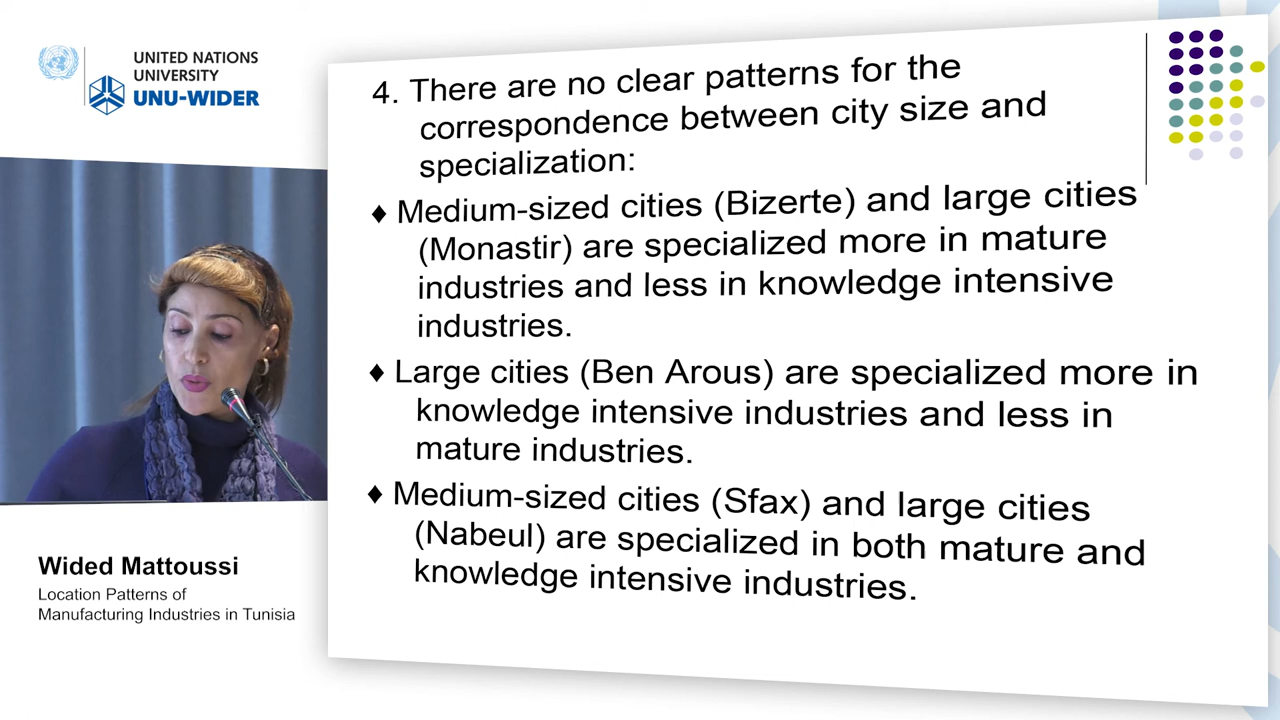 UNITED NATIONS
UNIVERSITY
UNU-WIDER
4. There are no clear patterns for the
correspondence between city size and
specialization:
♦ Medium-sized cities (Bizerte) and large cities
(Monastir) are specialized more in mature
industries and less in knowledge intensive
industries.
♦ Large cities (Ben Arous) are specialized more in
knowledge intensive industries and less in
mature industries.
♦ Medium-sized cities (Sfax) and large cities
(Nabeul) are specialized in both mature and
knowledge intensive industries.
Wided Mattoussi
Location Patterns of
Manufacturing Industries in Tunisia